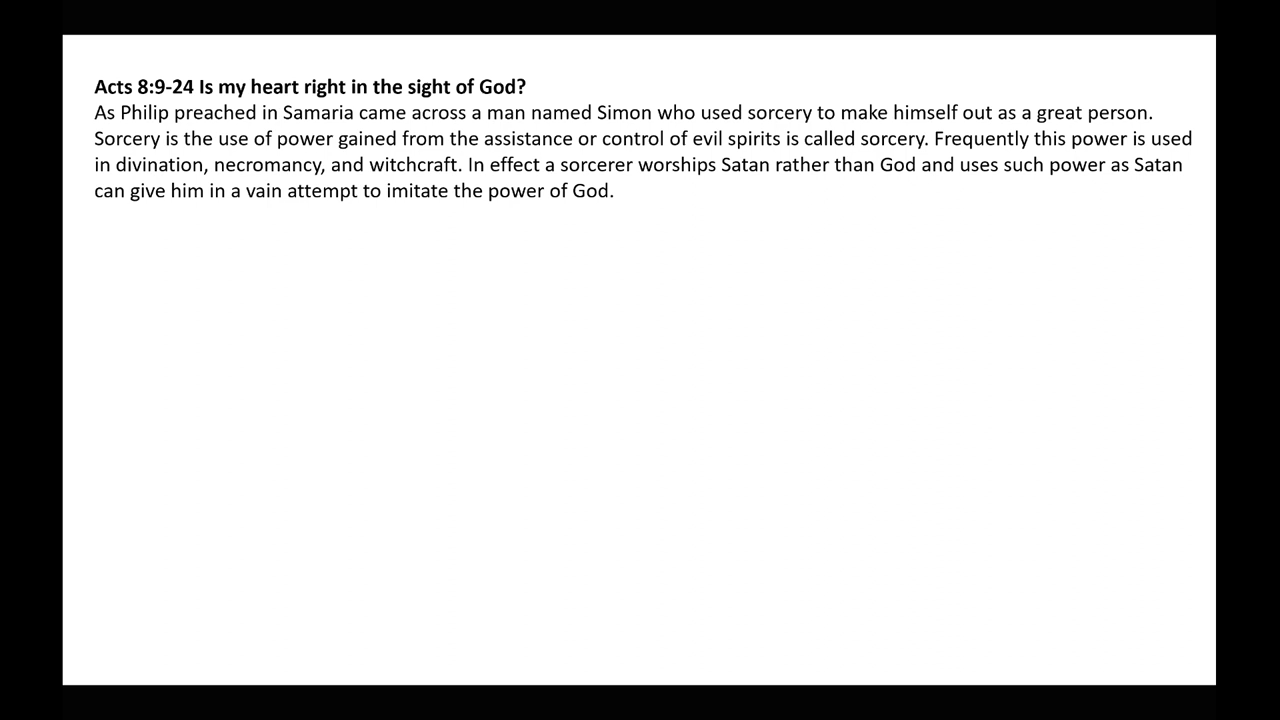 Acts 8:9-24 Is my heart right in the sight of God?
As Philip preached in Samaria came across a man named Simon who used sorcery to make himself out as a great person.
Sorcery is the use of power gained from the assistance or control of evil spirits is called sorcery. Frequently this power is used
in divination, necromancy, and witchcraft. In effect a sorcerer worships Satan rather than God and uses such power as Satan
can give him in a vain attempt to imitate the power of God.